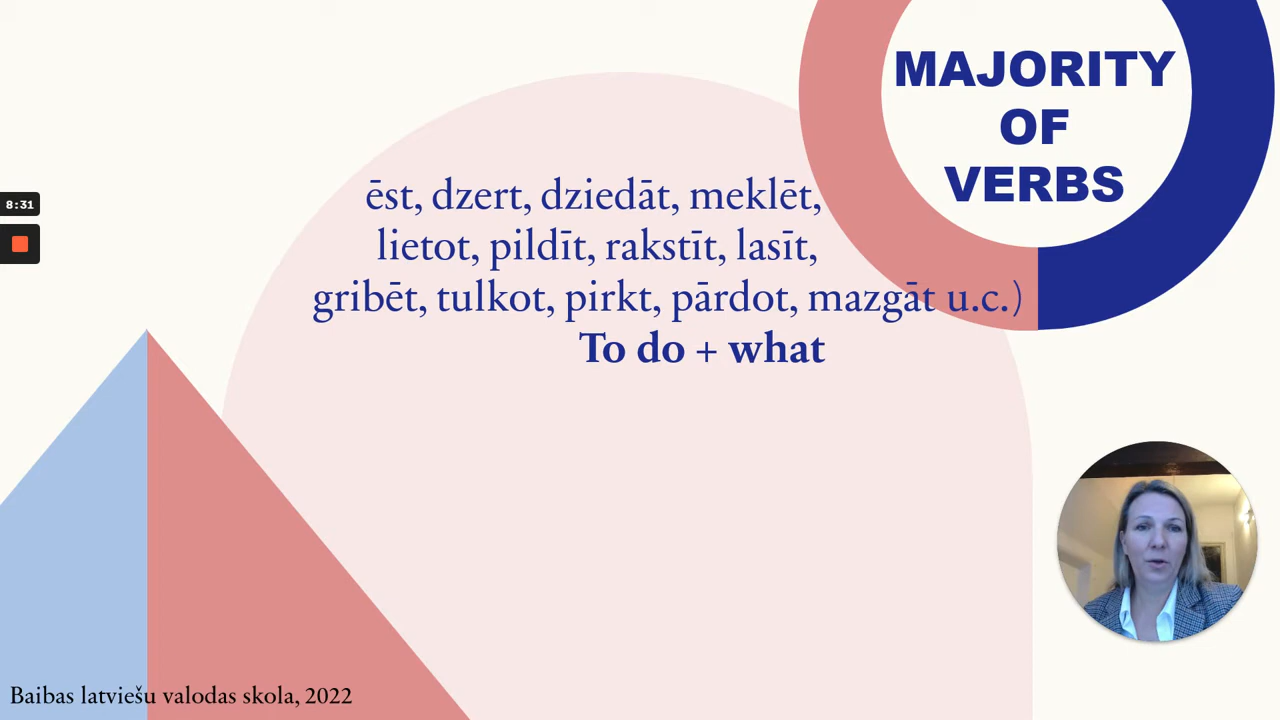 MAJORITY
OF
VERBS
8:31
ēst, dzert, dziedāt, meklēt,
lietot, pildīt, rakstīt, lasīt,
gribēt, tulkot, pirkt, pārdot, mazgāt u.c.)
To do + what
Baibas latviešu valodas skola, 2022